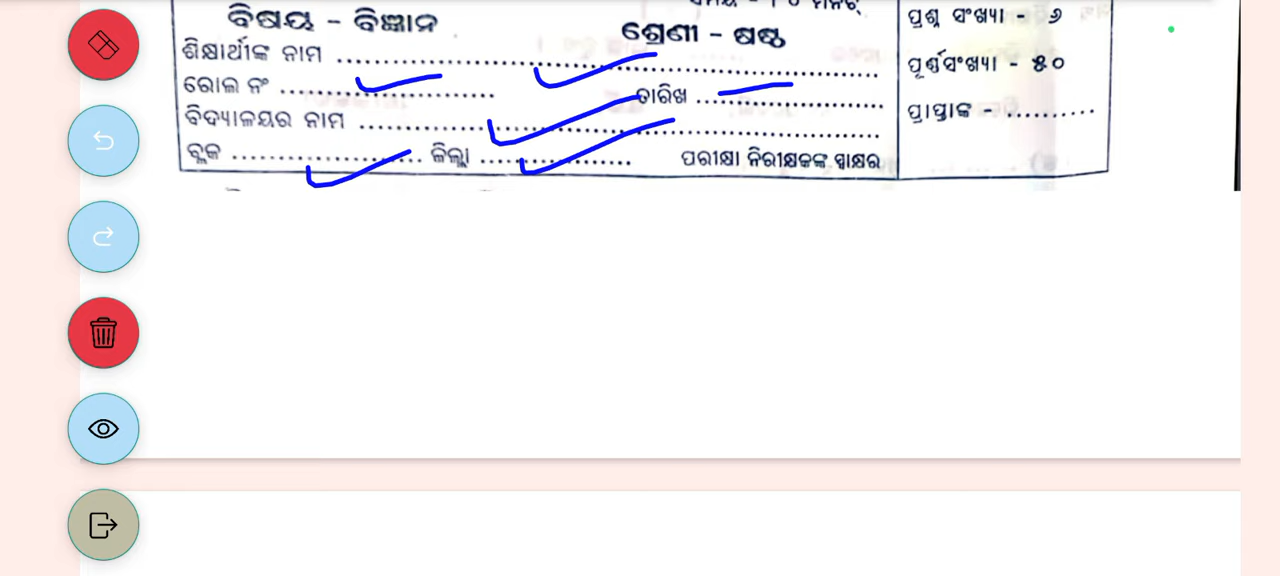 ବିଷୟ - ବିଜ୍ଞାନ
ଶ୍ରେଣୀ - ଷଷ୍ଠ
ଶିକ୍ଷାର୍ଥୀଙ୍କ ନାମ ................................................................
ରୋଲ ନଂ .............................. ତାରିଖ ..........................
ବିଦ୍ୟାଳୟର ନାମ ................................................................
ବ୍ଲକ ........................ ଜିଲ୍ଲା ................... ପରୀକ୍ଷା ନିରୀକ୍ଷକଙ୍କ ସ୍ୱାକ୍ଷର
ପ୍ରଶ୍ନ ସଂଖ୍ୟା - ୬
ପୂର୍ଣ୍ଣସଂଖ୍ୟା - ୫୦
ପ୍ରାପ୍ତାଙ୍କ - ..........